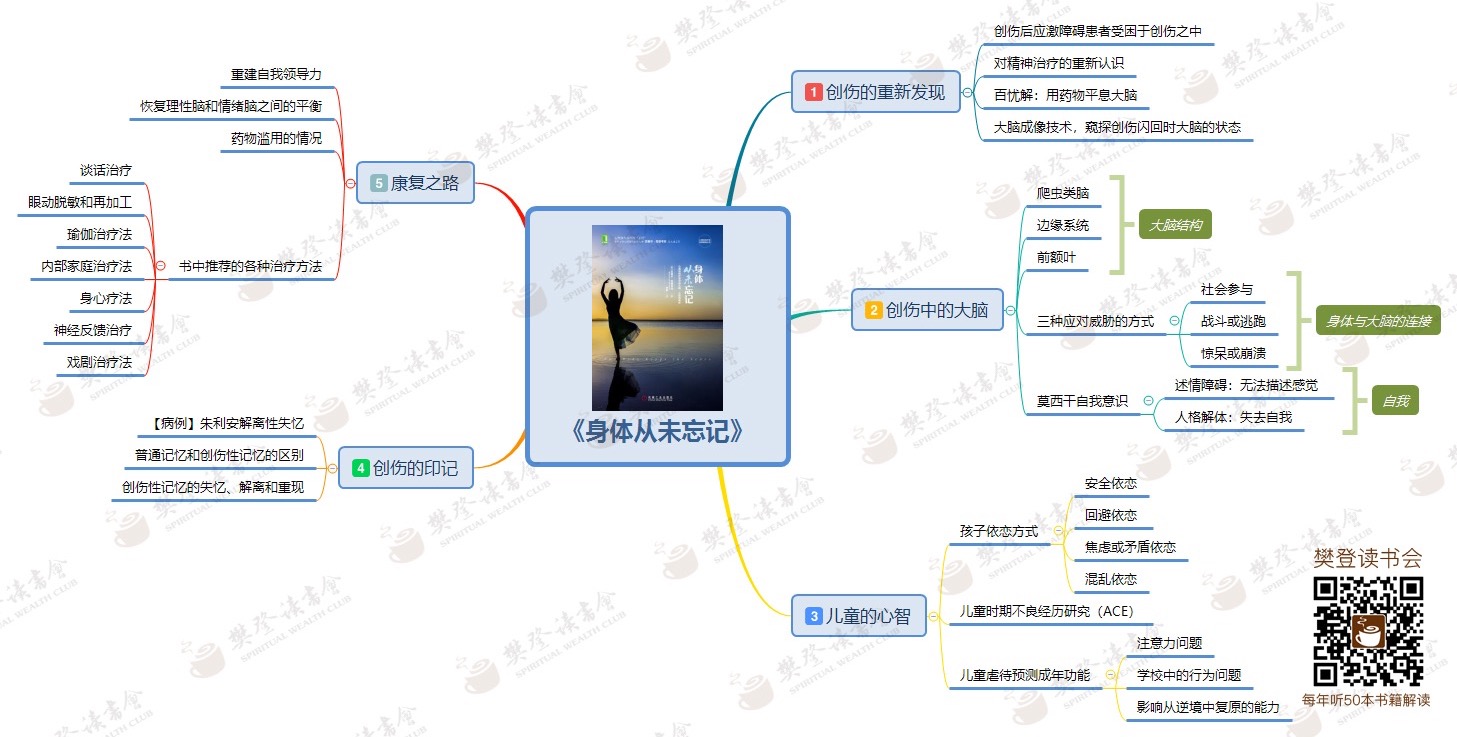 《身体从未忘记》
身体
从未忘记
1 创伤的重新发现
创伤后应激障碍患者受困于创伤之中
对精神治疗的重新认识
百忧解：用药物平息大脑
大脑成像技术，窥探创伤闪回时大脑的状态
2 创伤中的大脑
爬虫类脑
边缘系统
前额叶
大脑结构
三种应对威胁的方式
社会参与
战斗或逃跑
惊呆或崩溃
身体与大脑的连接
莫西干自我意识
述情障碍：无法描述感觉
人格解体：失去自我
自我
3 儿童的心智
孩子依恋方式
安全依恋
回避依恋
焦虑或矛盾依恋
混乱依恋
儿童时期不良经历研究（ACE）
儿童虐待预测成年功能
注意力问题
学校中的行为问题
影响从逆境中复原的能力
4 创伤的印记
【病例】朱利安解离性失忆
普通记忆和创伤性记忆的区别
创伤性记忆的失忆、解离和重现
5 康复之路
重建自我领导力
恢复理性脑和情绪脑之间的平衡
药物滥用的情况
书中推荐的各种治疗方法
谈话治疗
眼动脱敏和再加工
瑜伽治疗法
内部家庭治疗法
身心疗法
神经反馈治疗
戏剧治疗法
樊登读书会
每年听50本书籍解读
樊登读书会
SPIRITUAL WEALTH CLUB